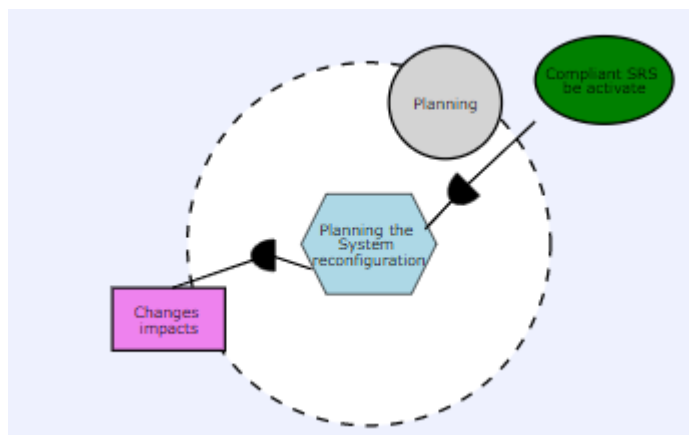 Compliant SRS
be activate
Planning
Planning the
System
reconfiguration
Changes
impacts